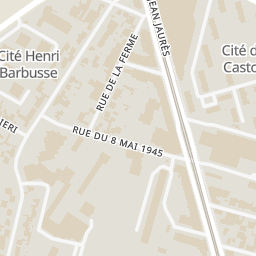 JEAN JAURÈS
Cité Henri
Barbusse
Cité d
Casto
RUE DE LA FERME
IERI
RUE DU 8 MAI 1945